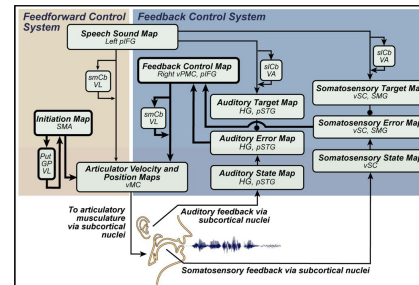 Feedforward Control
System
Feedback Control System
Speech Sound Map
Left pIFG
slCb
VA
slCb
VA
smCb
VL
Feedback Control Map
Right vPMC, pIFG
Auditory Target Map
HG, pSTG
Somatosensory Target Map
vSC, SMG
Initiation Map
SMA
smCb
VL
Auditory Error Map
HG, pSTG
Somatosensory Error Map
vSC, SMG
Put
GP
VL
Articulator Velocity and
Position Maps
vMC
Auditory State Map
HG, pSTG
Somatosensory State Map
vSC
To articulatory
musculature
via subcortical
nuclei
Auditory feedback via
subcortical nuclei
Somatosensory feedback via subcortical nuclei